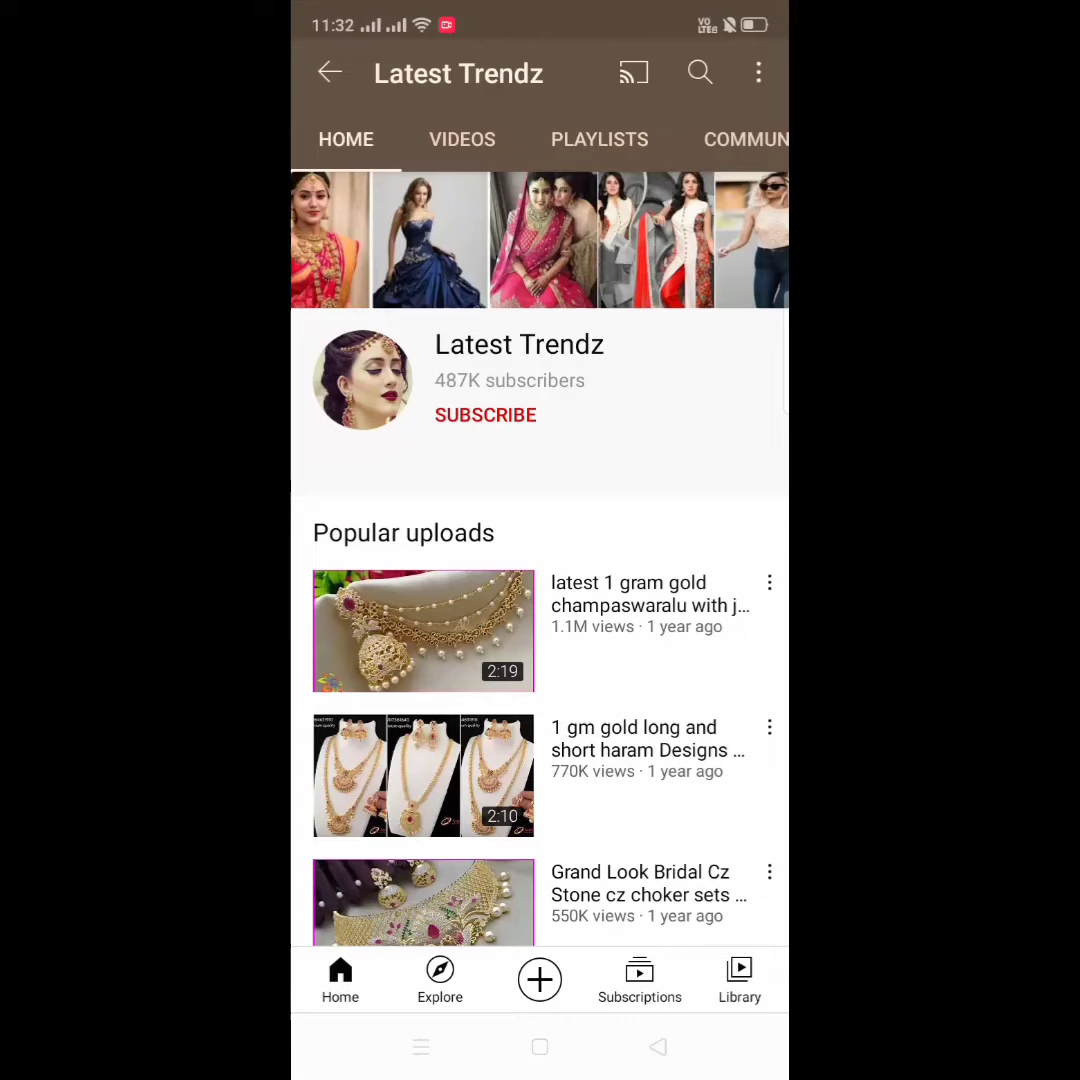 11:32
VO
LTE
Latest Trendz
HOME VIDEOS PLAYLISTS COMMUN
Latest Trendz
487K subscribers
SUBSCRIBE
Popular uploads
latest 1 gram gold
champaswaralu with j...
1.1M views · 1 year ago
2:19
1 gm gold long and
short haram Designs ...
770K views · 1 year ago
2:10
Grand Look Bridal Cz
Stone cz choker sets ...
550K views · 1 year ago
Home Explore Subscriptions Library